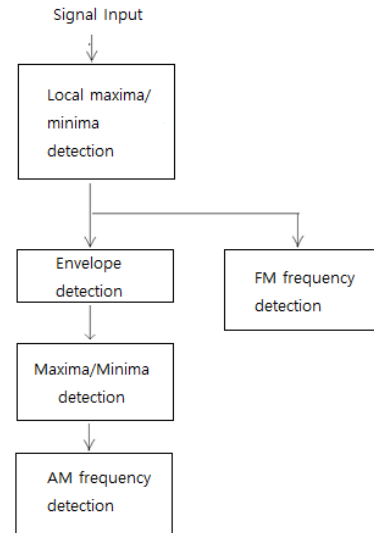 Signal Input
Local maxima/
minima
detection
Envelope
detection
FM frequency
detection
Maxima/Minima
detection
AM frequency
detection